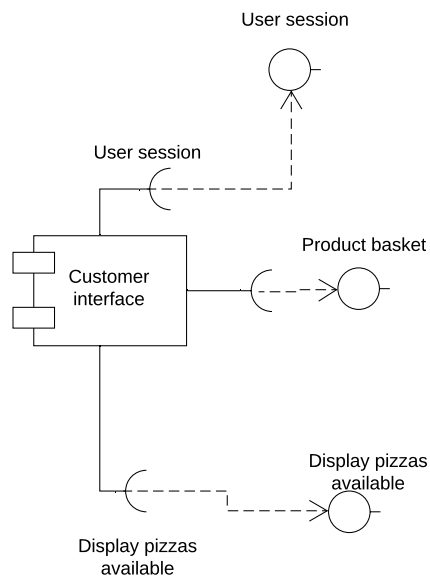 User session
User session
Product basket
Customer
interface
Display pizzas
available
Display pizzas
available